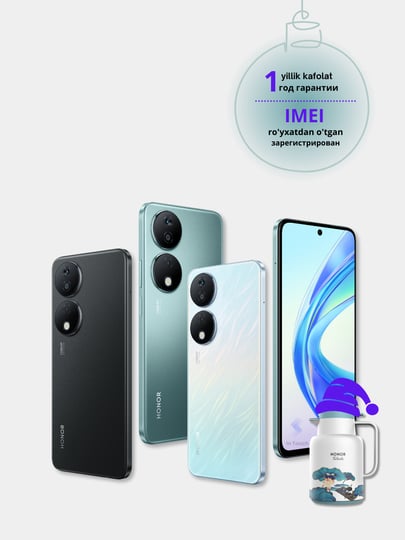 1 yillik kafolat
год гарантии
IMEI
ro'yxatdan o'tgan
зарегистрирован
HONOR
HONOR
HONOR